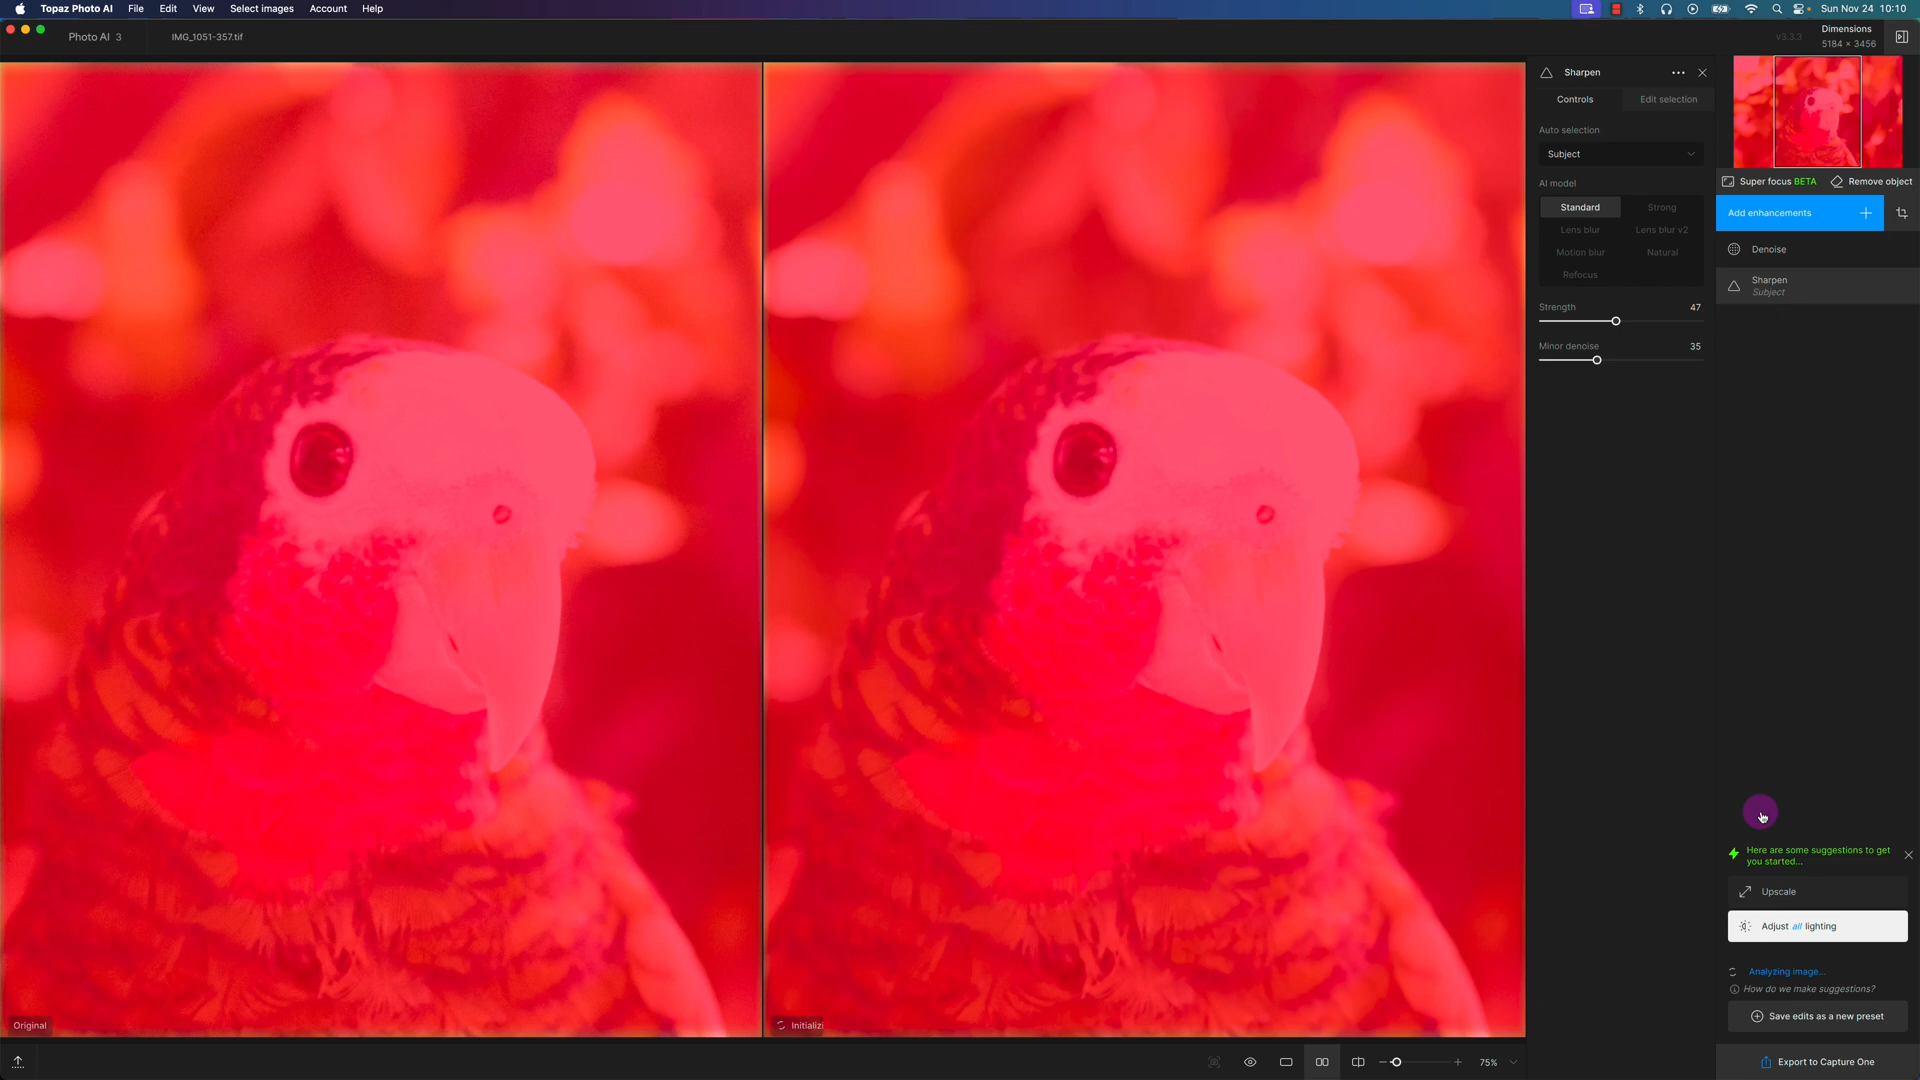 Topaz Photo AI File Edit View Select images Account Help Sun Nov 24 10:10
Photo AI 3 IMG_1051-357.tif v3.3.3 Dimensions
5184 × 3456
Sharpen
Controls Edit selection
Auto selection
Subject
AI model
Standard Strong
Lens blur Lens blur v2
Motion blur Natural
Refocus
Strength 47
Minor denoise 35
Super focus BETA Remove object
Add enhancements
Denoise
Sharpen
Subject
Here are some suggestions to get
you started...
Upscale
Adjust all lighting
Analyzing image...
How do we make suggestions?
Save edits as a new preset
Original Initializi
75%
Export to Capture One